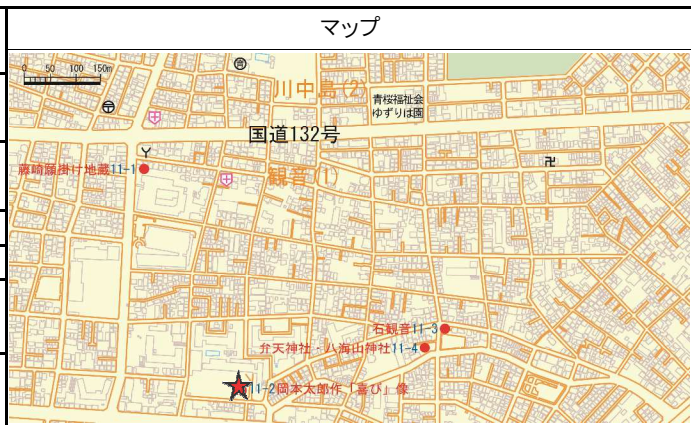 マップ
0 50 100 150m
川中島(2)
青桜福祉会
ゆずりは園
国道132号
藤崎願掛け地蔵11-1
観音(1)
石観音11-3
弁天神社・八海山神社11-4
11-2岡本太郎作「喜び」像